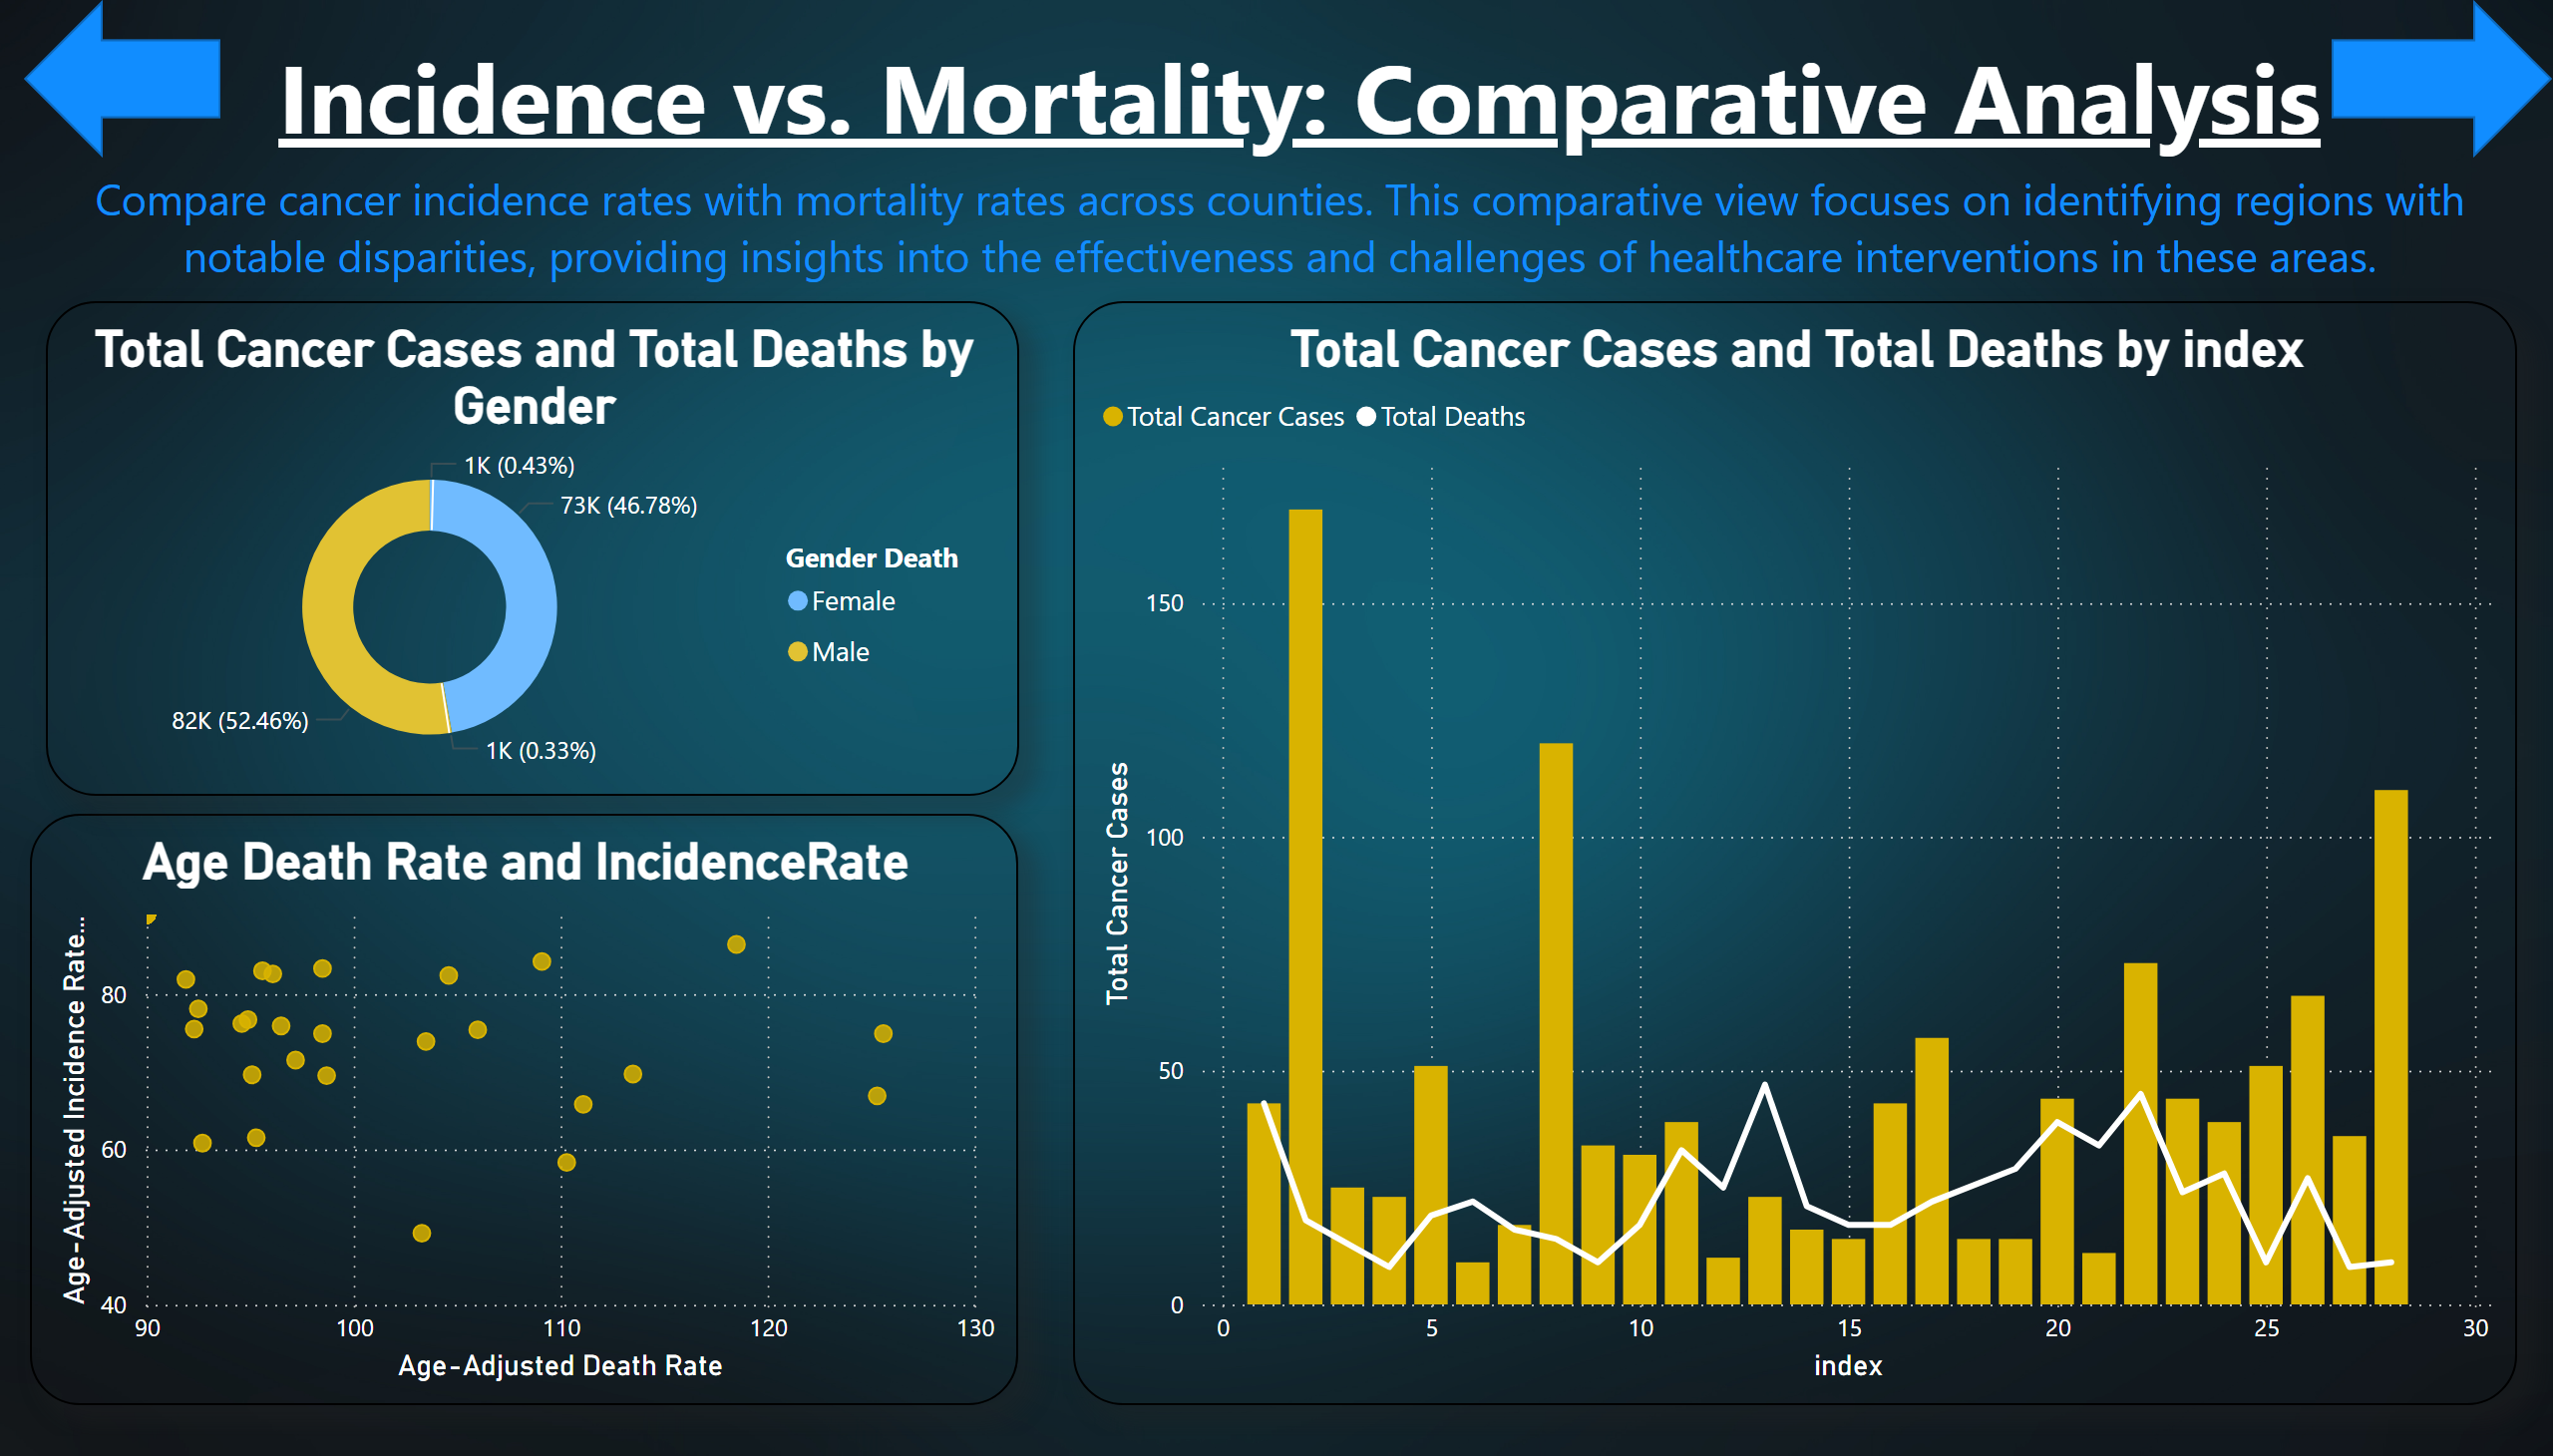 Incidence vs. Mortality: Comparative Analysis
Compare cancer incidence rates with mortality rates across counties. This comparative view focuses on identifying regions with
notable disparities, providing insights into the effectiveness and challenges of healthcare interventions in these areas.
Total Cancer Cases and Total Deaths by
Gender
1K (0.43%)
73K (46.78%)
82K (52.46%)
1K (0.33%)
Gender Death
Female
Male
Age Death Rate and IncidenceRate
Age-Adjusted Incidence Rate...
80
60
40
90 100 110 120 130
Age-Adjusted Death Rate
Total Cancer Cases and Total Deaths by index
Total Cancer Cases Total Deaths
Total Cancer Cases
150
100
50
0
0 5 10 15 20 25 30
index